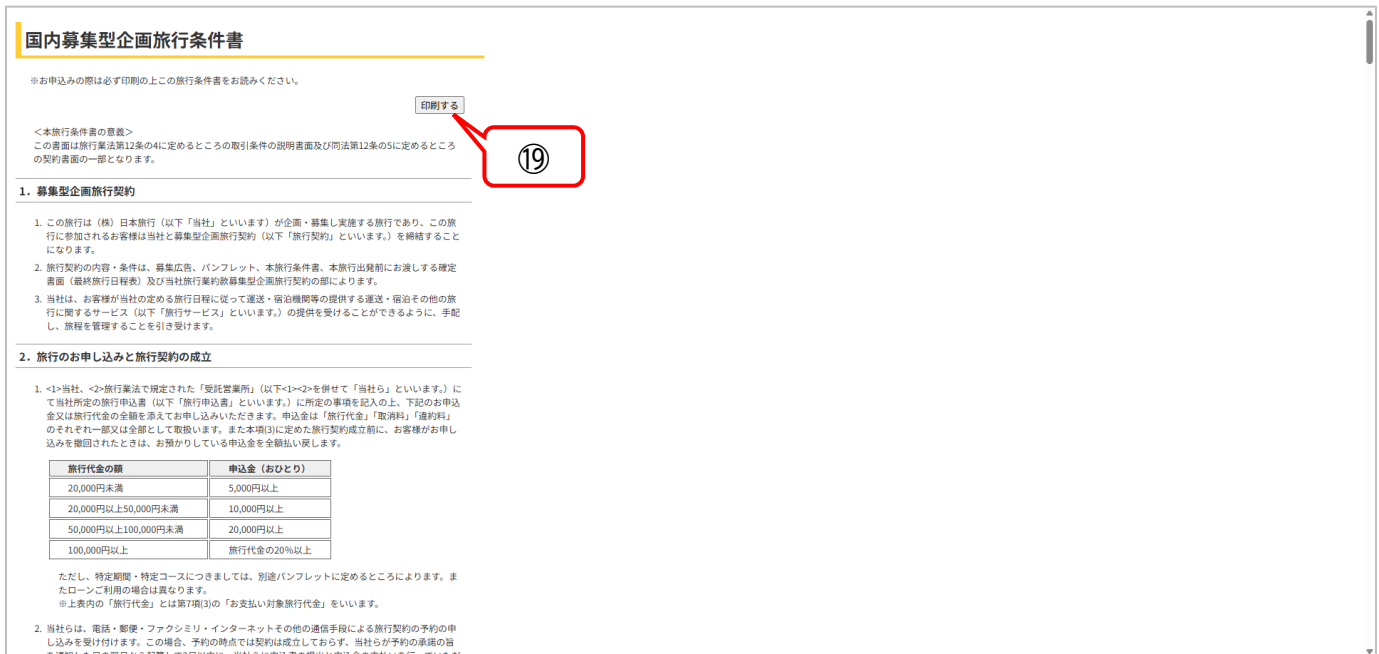 国内募集型企画旅行条件書
※お申込みの際は必ず印刷の上この旅行条件書をお読みください。
印刷する
⑲
＜本旅行条件書の意義＞
この書面は旅行業法第12条の4に定めるところの取引条件の説明書面及び同法第12条の5に定めるところ
の契約書面の一部となります。
1．募集型企画旅行契約
1. この旅行は（株）日本旅行（以下「当社」といいます）が企画・募集し実施する旅行であり、この旅
行に参加されるお客様は当社と募集型企画旅行契約（以下「旅行契約」といいます。）を締結すること
になります。
2. 旅行契約の内容・条件は、募集広告、パンフレット、本旅行条件書、本旅行出発前にお渡しする確定
書面（最終旅行日程表）及び当社旅行業約款募集型企画旅行契約の部によります。
3. 当社は、お客様が当社の定める旅行日程に従って運送・宿泊機関等の提供する運送・宿泊その他の旅
行に関するサービス（以下「旅行サービス」といいます。）の提供を受けることができるように、手配
し、旅程を管理することを引き受けます。
2．旅行のお申し込みと旅行契約の成立
1. <1>当社、<2>旅行業法で規定された「受託営業所」（以下<1><2>を併せて「当社ら」といいます。）に
て当社所定の旅行申込書（以下「旅行申込書」といいます。）に所定の事項を記入の上、下記のお申込
金又は旅行代金の全額を添えてお申し込みいただきます。申込金は「旅行代金」「取消料」「違約料」
のそれぞれ一部又は全部として取扱います。また本項(3)に定めた旅行契約成立前に、お客様がお申し
込みを撤回されたときは、お預かりしている申込金を全額払い戻します。
旅行代金の額 申込金（おひとり）
20,000円未満 5,000円以上
20,000円以上50,000円未満 10,000円以上
50,000円以上100,000円未満 20,000円以上
100,000円以上 旅行代金の20%以上
ただし、特定期間・特定コースにつきましては、別途パンフレットに定めるところによります。ま
たローンご利用の場合は異なります。
※上表内の「旅行代金」とは第7項(3)の「お支払い対象旅行代金」をいいます。
2. 当社らは、電話・郵便・ファクシミリ・インターネットその他の通信手段による旅行契約の予約の申
し込みを受け付けます。この場合、予約の時点では契約は成立しておらず、当社らが予約の承諾の旨